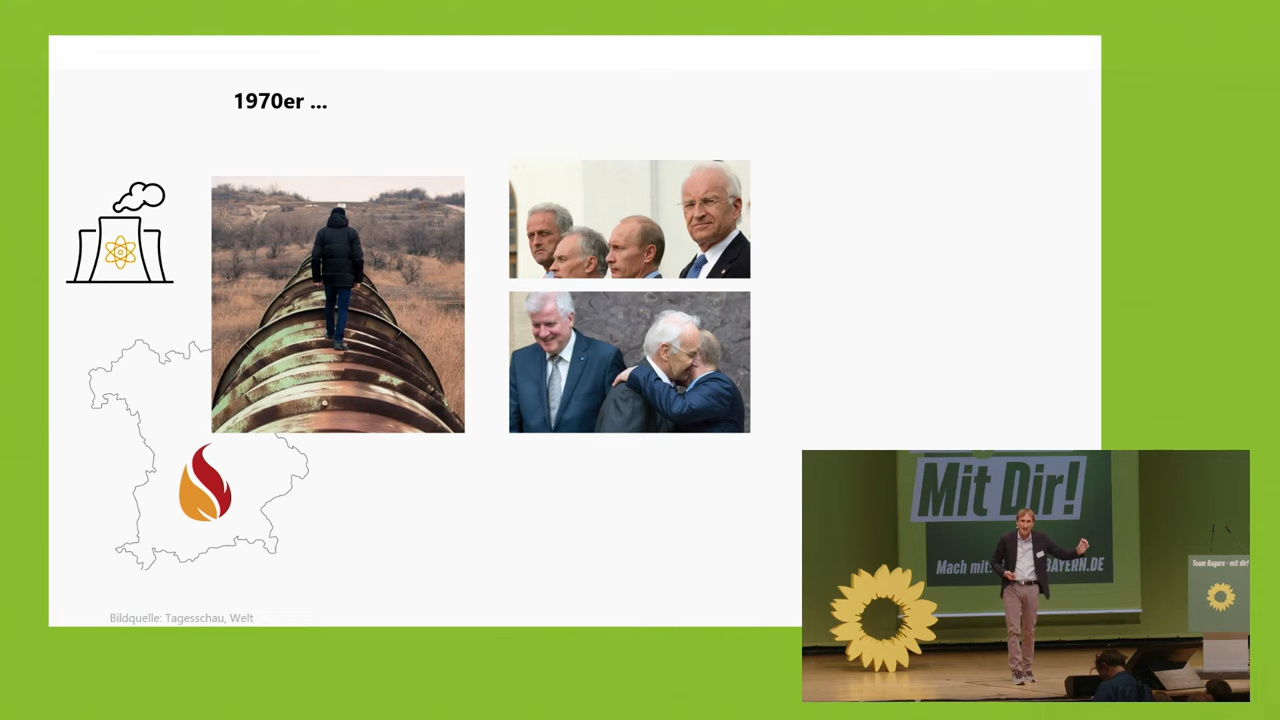 1970er ...
Bildquelle: Tagesschau, Welt
Mit Dir!
Mach mit:
BAYERN.DE
Team Bayern - mit dir!